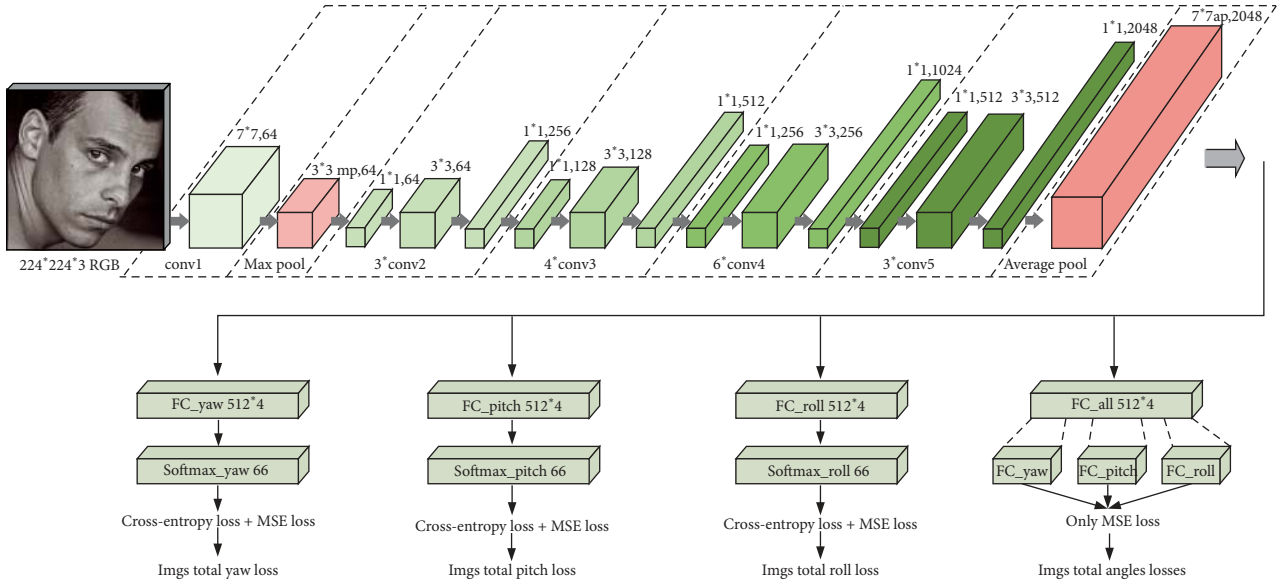 7*7,64
3*3 mp,64
1*1,64
3*3,64
1*1,256
1*1,128
3*3,128
1*1,512
1*1,256
3*3,256
1*1,1024
1*1,512
3*3,512
1*1,2048
7*7ap,2048
224*224*3 RGB
conv1
Max pool
3*conv2
4*conv3
6*conv4
3*conv5
Average pool
FC_yaw 512*4
FC_pitch 512*4
FC_roll 512*4
FC_all 512*4
Softmax_yaw 66
Softmax_pitch 66
Softmax_roll 66
FC_yaw
FC_pitch
FC_roll
Cross-entropy loss + MSE loss
Cross-entropy loss + MSE loss
Cross-entropy loss + MSE loss
Only MSE loss
Imgs total yaw loss
Imgs total pitch loss
Imgs total roll loss
Imgs total angles losses